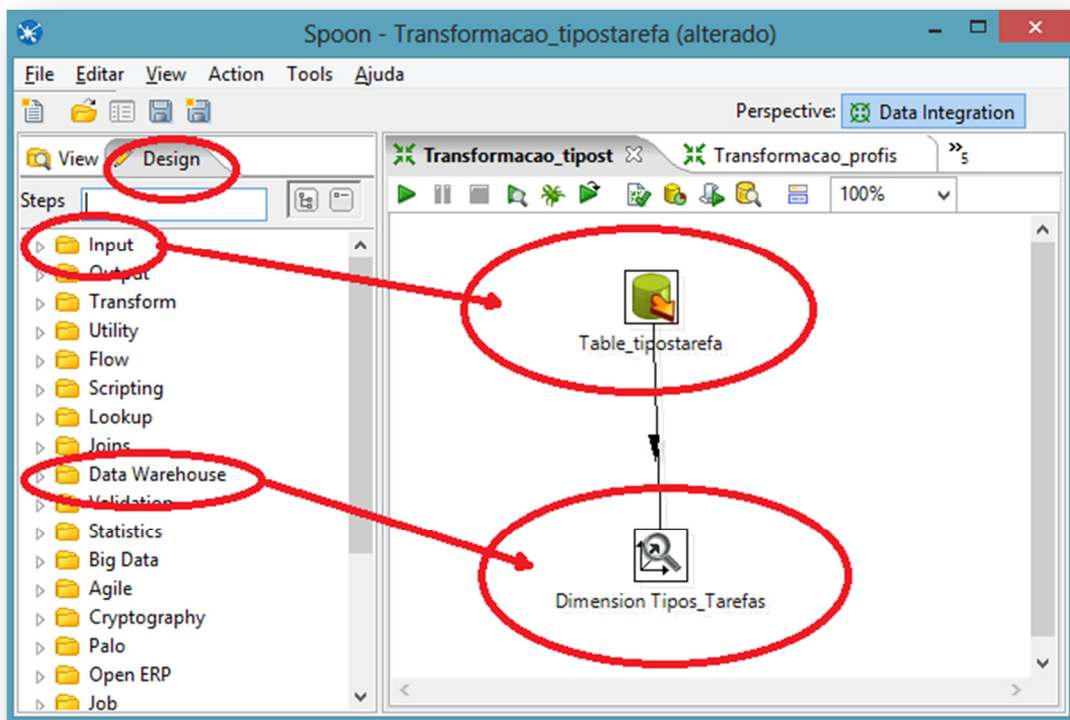 Spoon - Transformacao_tipostarefa (alterado)
File Editar View Action Tools Ajuda
Perspective: Data Integration
View Design
Steps
Input
Output
Transform
Utility
Flow
Scripting
Lookup
Joins
Data Warehouse
Validation
Statistics
Big Data
Agile
Cryptography
Palo
Open ERP
Job
Transformacao_tipost Transformacao_profis »5
100%
Table_tipostarefa
Dimension Tipos_Tarefas